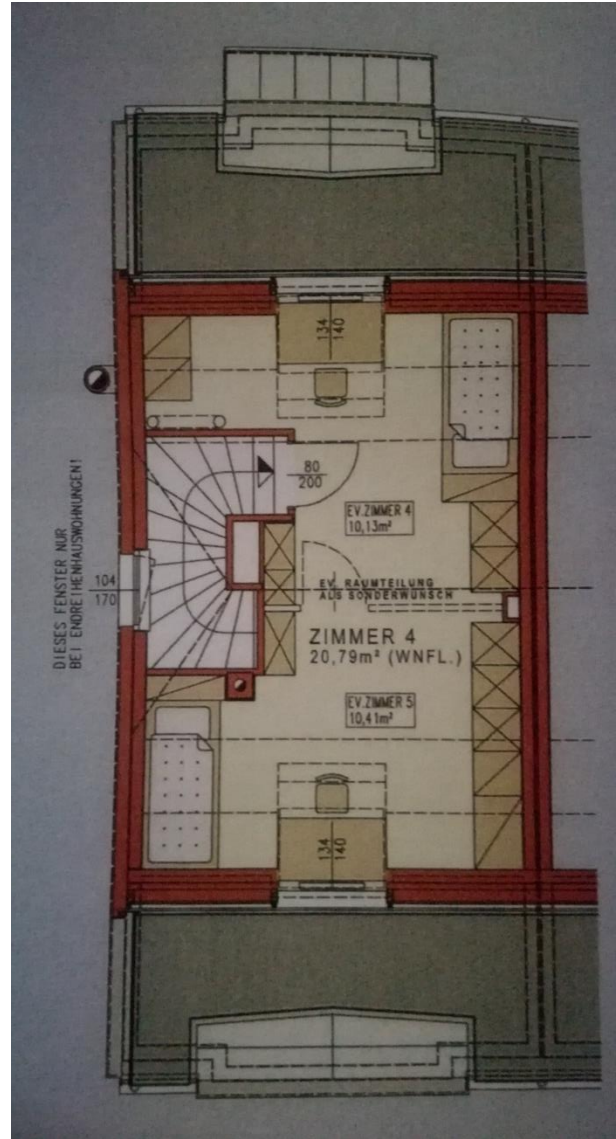 134
140
80
200
EV.ZIMMER 4
10,13m²
DIESES FENSTER NUR
BEI ENDREIHENHAUSWOHNUNGEN!
104
170
EV. RAUMTEILUNG
ALS SONDERWUNSCH
ZIMMER 4
20,79m² (WNFL.)
EV.ZIMMER 5
10,41m²
134
140